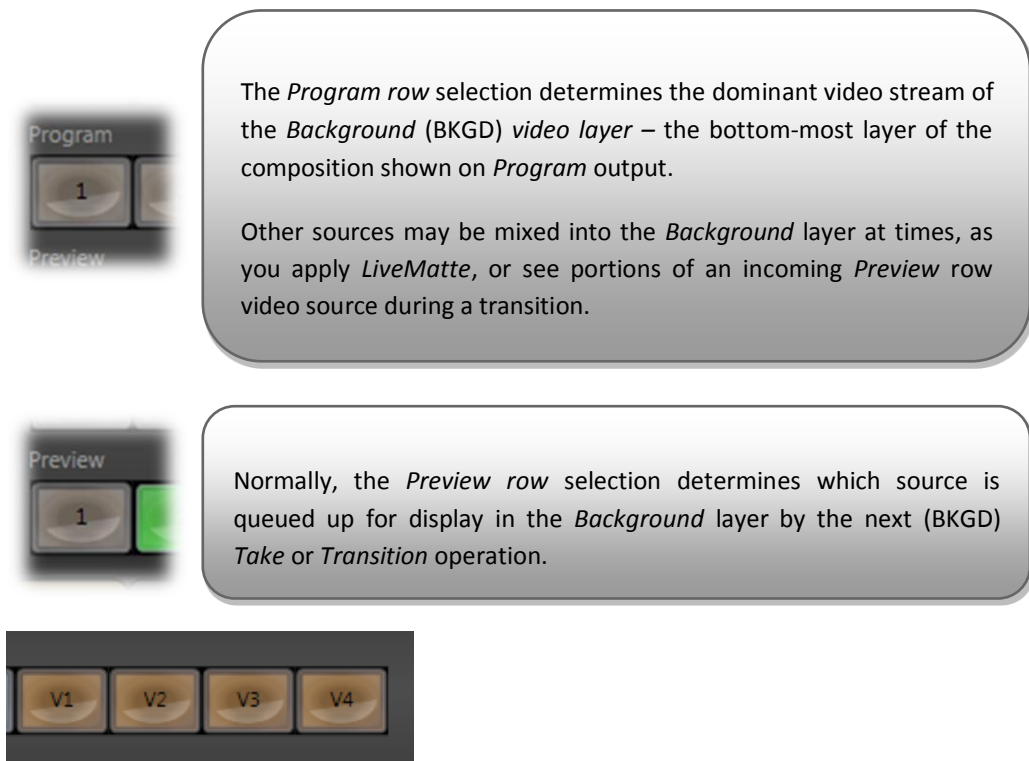 Program
1
Preview
The Program row selection determines the dominant video stream of
the Background (BKGD) video layer – the bottom-most layer of the
composition shown on Program output.
Other sources may be mixed into the Background layer at times, as
you apply LiveMatte, or see portions of an incoming Preview row
video source during a transition.
Preview
1
Normally, the Preview row selection determines which source is
queued up for display in the Background layer by the next (BKGD)
Take or Transition operation.
V1 V2 V3 V4